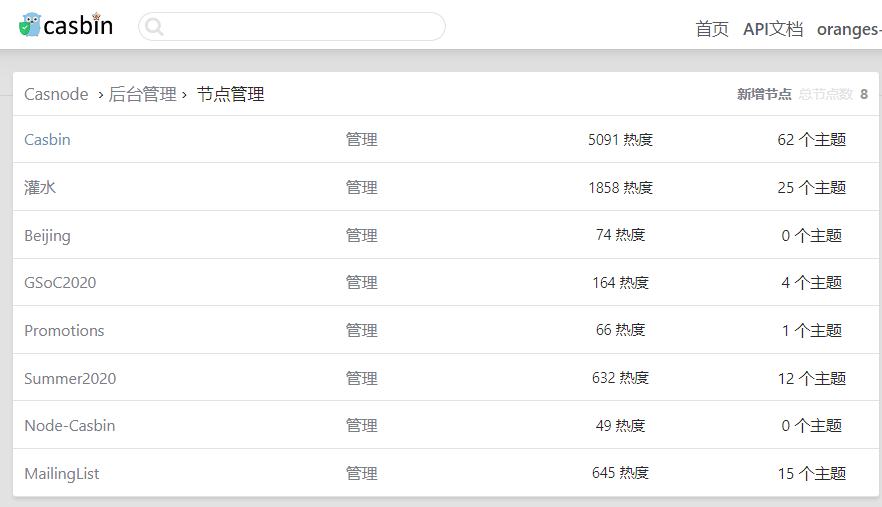 casbin 首页 API文档 oranges-
Casnode › 后台管理 › 节点管理 新增节点 总节点数 8
Casbin 管理 5091 热度 62 个主题
灌水 管理 1858 热度 25 个主题
Beijing 管理 74 热度 0 个主题
GSoC2020 管理 164 热度 4 个主题
Promotions 管理 66 热度 1 个主题
Summer2020 管理 632 热度 12 个主题
Node-Casbin 管理 49 热度 0 个主题
MailingList 管理 645 热度 15 个主题